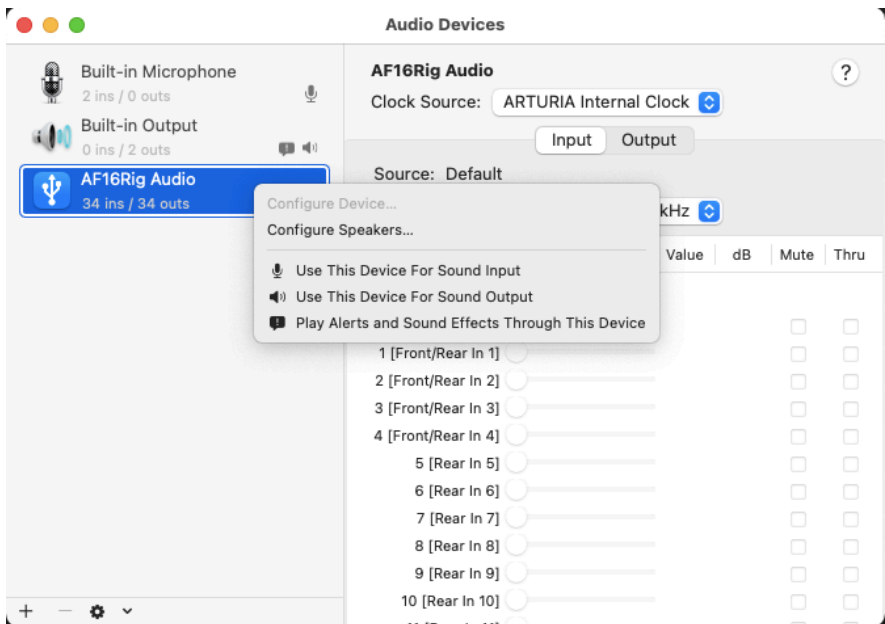 Audio Devices
Built-in Microphone
2 ins / 0 outs
Built-in Output
0 ins / 2 outs
AF16Rig Audio
34 ins / 34 outs
AF16Rig Audio
?
Clock Source: ARTURIA Internal Clock
Input Output
Source: Default
kHz
Configure Device...
Configure Speakers...
Use This Device For Sound Input
Use This Device For Sound Output
Play Alerts and Sound Effects Through This Device
Value dB Mute Thru
1 [Front/Rear In 1]
2 [Front/Rear In 2]
3 [Front/Rear In 3]
4 [Front/Rear In 4]
5 [Rear In 5]
6 [Rear In 6]
7 [Rear In 7]
8 [Rear In 8]
9 [Rear In 9]
10 [Rear In 10]